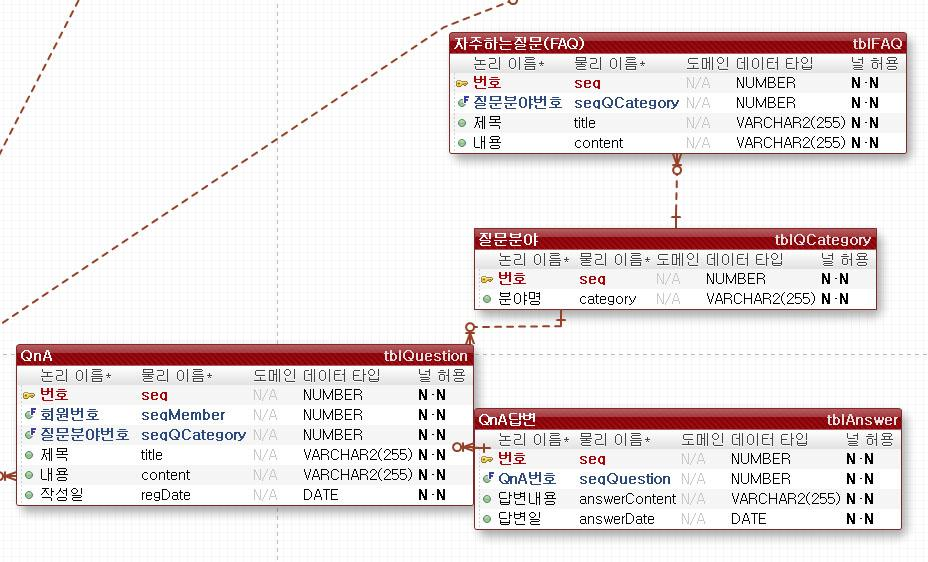 자주하는질문(FAQ) tblFAQ
논리 이름* 물리 이름* 도메인 데이터 타입 널 허용
번호 seq N/A NUMBER N·N
질문분야번호 seqQCategory N/A NUMBER N·N
제목 title N/A VARCHAR2(255) N·N
내용 content N/A VARCHAR2(255) N·N
질문분야 tblQCategory
논리 이름* 물리 이름* 도메인 데이터 타입 널 허용
번호 seq N/A NUMBER N·N
분야명 category N/A VARCHAR2(255) N·N
QnA tblQuestion
논리 이름* 물리 이름* 도메인 데이터 타입 널 허용
번호 seq N/A NUMBER N·N
회원번호 seqMember N/A NUMBER N·N
질문분야번호 seqQCategory N/A NUMBER N·N
제목 title N/A VARCHAR2(255) N·N
내용 content N/A VARCHAR2(255) N·N
작성일 regDate N/A DATE N·N
QnA답변 tblAnswer
논리 이름* 물리 이름* 도메인 데이터 타입 널 허용
번호 seq N/A NUMBER N·N
QnA번호 seqQuestion N/A NUMBER N·N
답변내용 answerContent N/A VARCHAR2(255) N·N
답변일 answerDate N/A DATE N·N